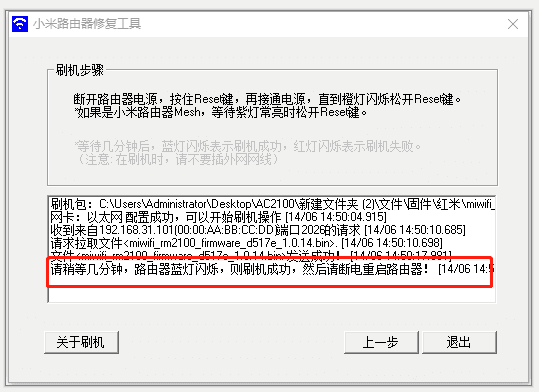 小米路由器修复工具
刷机步骤
断开路由器电源，按住Reset键，再接通电源，直到橙灯闪烁松开Reset键。
*如果是小米路由器Mesh，等待紫灯常亮时松开Reset键。
*等待几分钟后，蓝灯闪烁表示刷机成功，红灯闪烁表示刷机失败。
（注意: 在刷机时，请不要插外网网线）
刷机包：C:\Users\Administrator\Desktop\AC2100\新建文件夹 (2)\文件\固件\红米\miwifi_
网卡：以太网 配置成功，可以开始刷机操作 [14/06 14:50:04.915]
收到来自192.168.31.101(00:00:AA:BB:CC:DD)端口2026的请求 [14/06 14:50:10.685]
请求拉取文件<miwifi_rm2100_firmware_d517e_1.0.14.bin>. [14/06 14:50:10.698]
文件<miwifi_rm2100_firmware_d517e_1.0.14.bin>发送成功！ [14/06 14:50:17.981]
请稍等几分钟，路由器蓝灯闪烁，则刷机成功，然后请断电重启路由器！ [14/06 14:5
关于刷机 上一步 退出